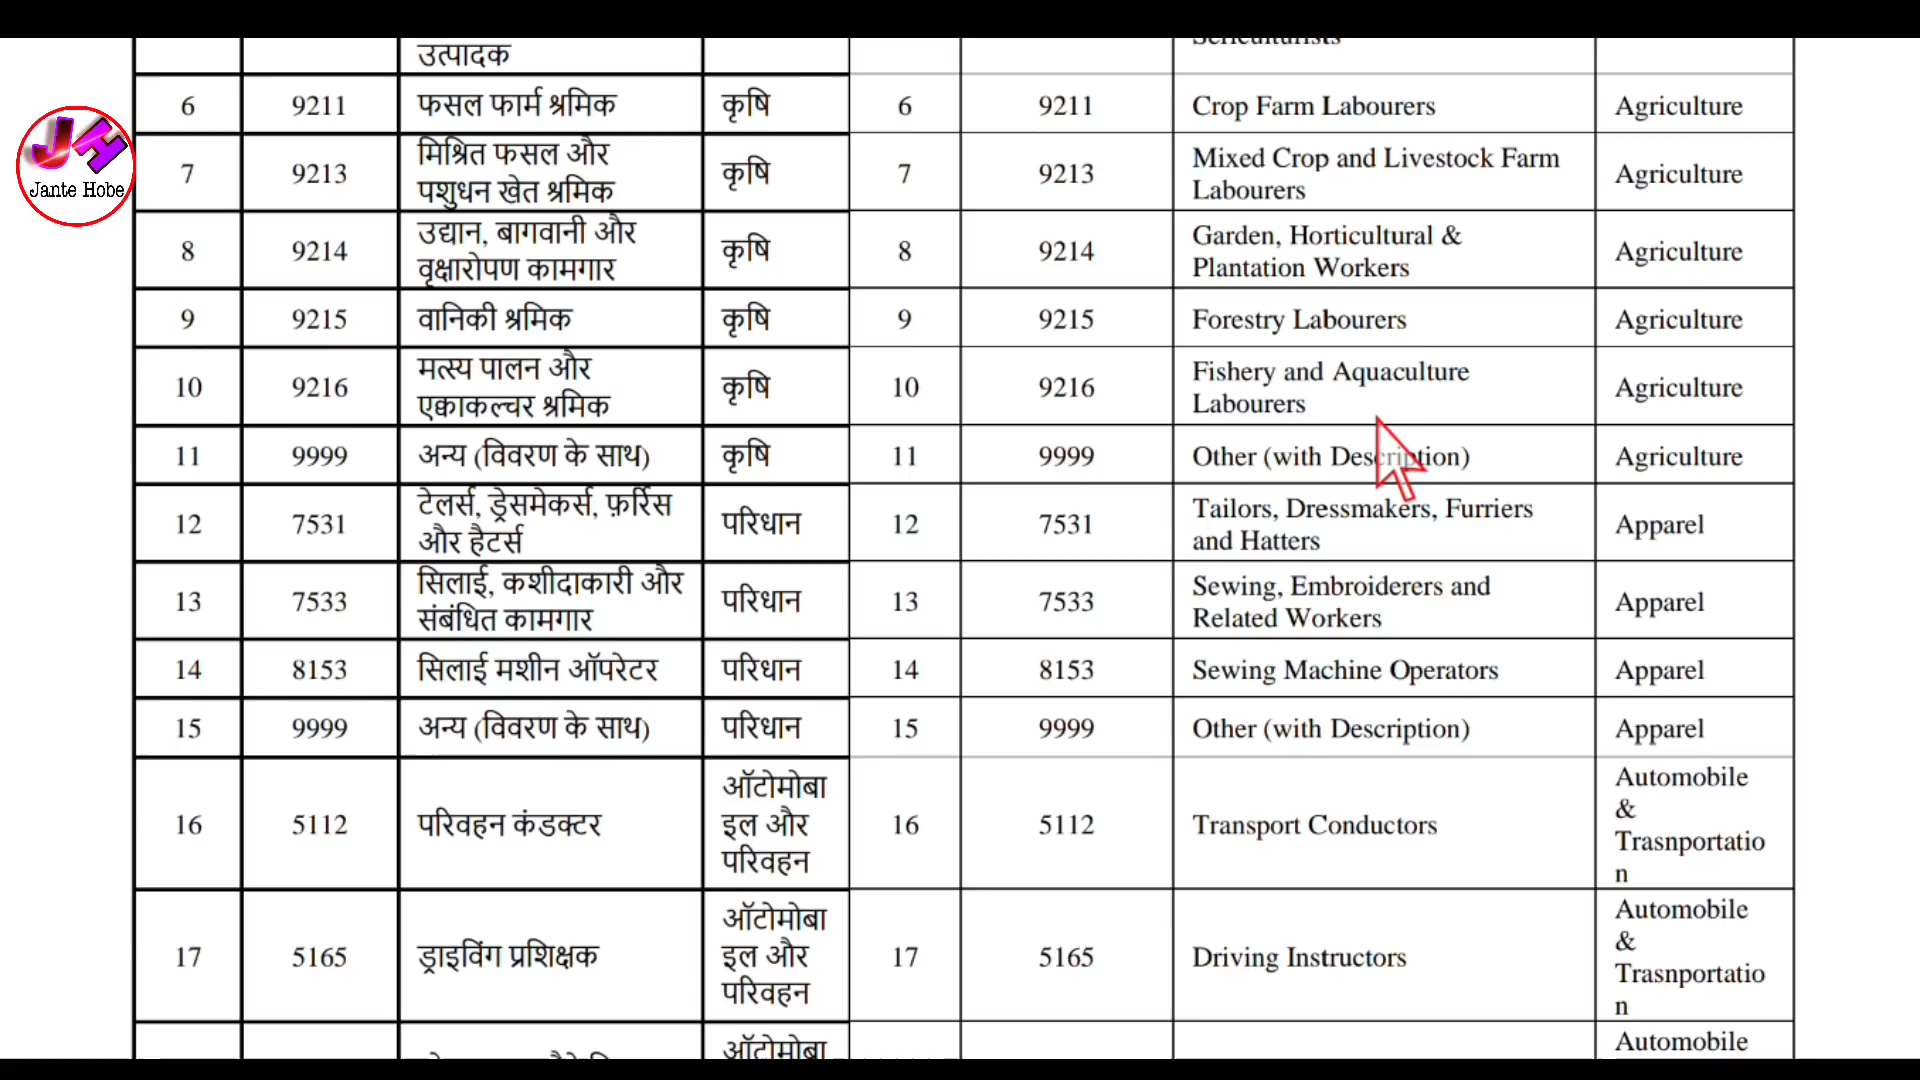 उत्पादक
6 9211 फसल फार्म श्रमिक कृषि 6 9211 Crop Farm Labourers Agriculture
7 9213 मिश्रित फसल और
पशुधन खेत श्रमिक कृषि 7 9213 Mixed Crop and Livestock Farm
Labourers Agriculture
8 9214 उद्यान, बागवानी और
वृक्षारोपण कामगार कृषि 8 9214 Garden, Horticultural &
Plantation Workers Agriculture
9 9215 वानिकी श्रमिक कृषि 9 9215 Forestry Labourers Agriculture
10 9216 मत्स्य पालन और
एक्वाकल्चर श्रमिक कृषि 10 9216 Fishery and Aquaculture
Labourers Agriculture
11 9999 अन्य (विवरण के साथ) कृषि 11 9999 Other (with Description) Agriculture
12 7531 टेलर्स, ड्रेसमेकर्स, फ़र्रिस
और हैटर्स परिधान 12 7531 Tailors, Dressmakers, Furriers
and Hatters Apparel
13 7533 सिलाई, कशीदाकारी और
संबंधित कामगार परिधान 13 7533 Sewing, Embroiderers and
Related Workers Apparel
14 8153 सिलाई मशीन ऑपरेटर परिधान 14 8153 Sewing Machine Operators Apparel
15 9999 अन्य (विवरण के साथ) परिधान 15 9999 Other (with Description) Apparel
16 5112 परिवहन कंडक्टर ऑटोमोबा
इल और
परिवहन 16 5112 Transport Conductors Automobile
&
Trasnportatio
n
17 5165 ड्राइविंग प्रशिक्षक ऑटोमोबा
इल और
परिवहन 17 5165 Driving Instructors Automobile
&
Trasnportatio
n
ऑटोमोबा Automobile
JH
Jante Hobe